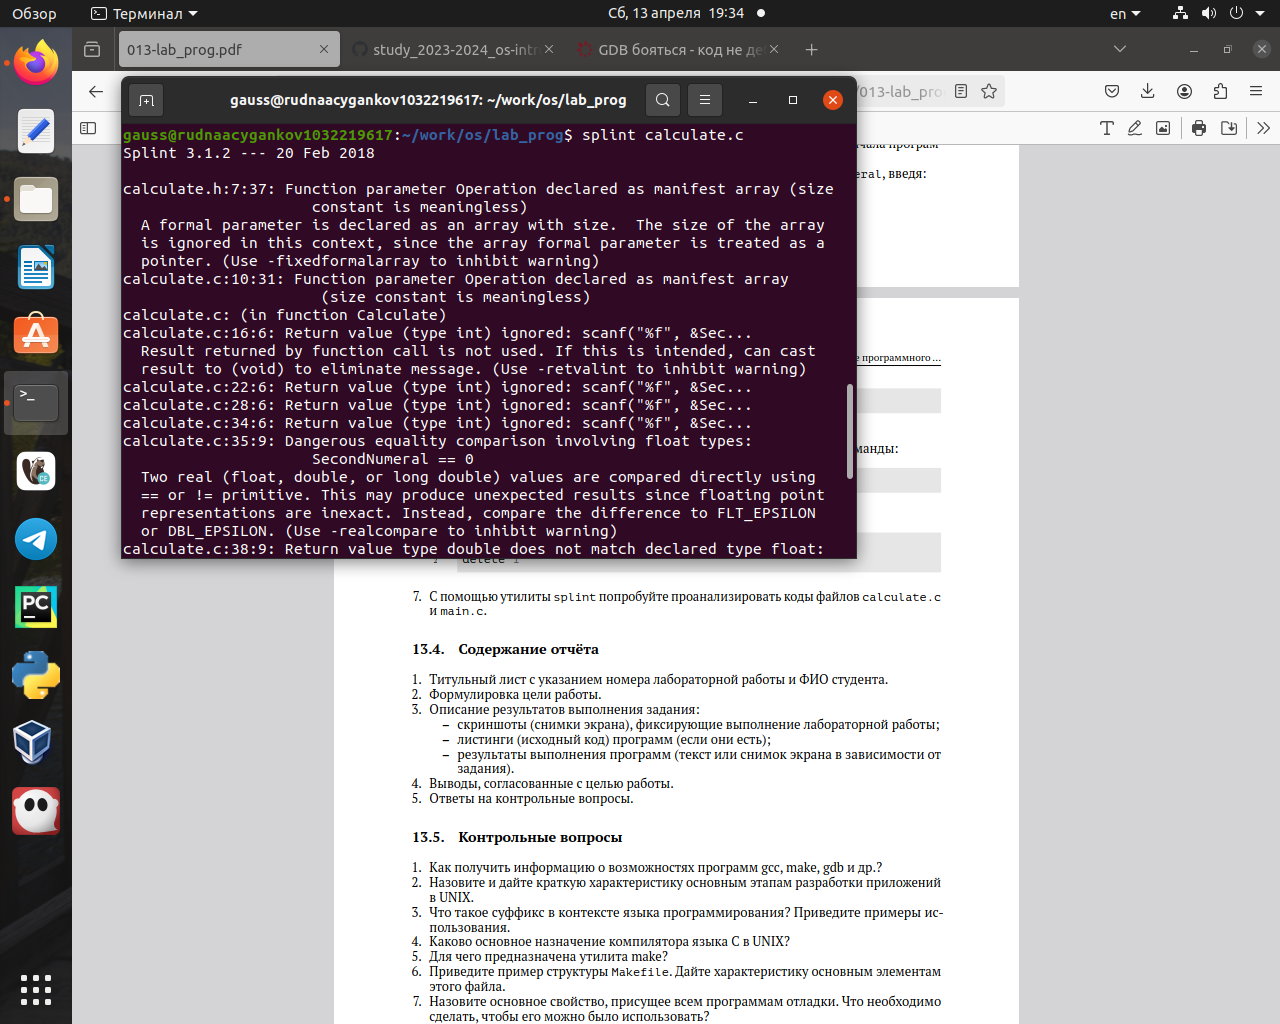 Обзор
Терминал
Сб, 13 апреля 19:34
en
013-lab_prog.pdf
study_2023-2024_os-intr
GDB бояться - код не де
/013-lab_pro
gauss@rudnaacygankov1032219617: ~/work/os/lab_prog
gauss@rudnaacygankov1032219617:~/work/os/lab_prog$ splint calculate.c
Splint 3.1.2 --- 20 Feb 2018
calculate.h:7:37: Function parameter Operation declared as manifest array (size
constant is meaningless)
A formal parameter is declared as an array with size.  The size of the array
is ignored in this context, since the array formal parameter is treated as a
pointer. (Use -fixedformalarray to inhibit warning)
calculate.c:10:31: Function parameter Operation declared as manifest array
(size constant is meaningless)
calculate.c: (in function Calculate)
calculate.c:16:6: Return value (type int) ignored: scanf("%f", &Sec...
Result returned by function call is not used. If this is intended, can cast
result to (void) to eliminate message. (Use -retvalint to inhibit warning)
calculate.c:22:6: Return value (type int) ignored: scanf("%f", &Sec...
calculate.c:28:6: Return value (type int) ignored: scanf("%f", &Sec...
calculate.c:34:6: Return value (type int) ignored: scanf("%f", &Sec...
calculate.c:35:9: Dangerous equality comparison involving float types:
SecondNumeral == 0
Two real (float, double, or long double) values are compared directly using
== or != primitive. This may produce unexpected results since floating point
representations are inexact. Instead, compare the difference to FLT_EPSILON
or DBL_EPSILON. (Use -realcompare to inhibit warning)
calculate.c:38:9: Return value type double does not match declared type float:
eral, введя:
е программного ...
оманды:
7. С помощью утилиты splint попробуйте проанализировать коды файлов calculate.c
и main.c.
13.4. Содержание отчёта
1. Титульный лист с указанием номера лабораторной работы и ФИО студента.
2. Формулировка цели работы.
3. Описание результатов выполнения задания:
– скриншоты (снимки экрана), фиксирующие выполнение лабораторной работы;
– листинги (исходный код) программ (если они есть);
– результаты выполнения программ (текст или снимок экрана в зависимости от
задания).
4. Выводы, согласованные с целью работы.
5. Ответы на контрольные вопросы.
13.5. Контрольные вопросы
1. Как получить информацию о возможностях программ gcc, make, gdb и др.?
2. Назовите и дайте краткую характеристику основным этапам разработки приложений
в UNIX.
3. Что такое суффикс в контексте языка программирования? Приведите примеры ис-
пользования.
4. Каково основное назначение компилятора языка С в UNIX?
5. Для чего предназначена утилита make?
6. Приведите пример структуры Makefile. Дайте характеристику основным элементам
этого файла.
7. Назовите основное свойство, присущее всем программам отладки. Что необходимо
сделать, чтобы его можно было использовать?